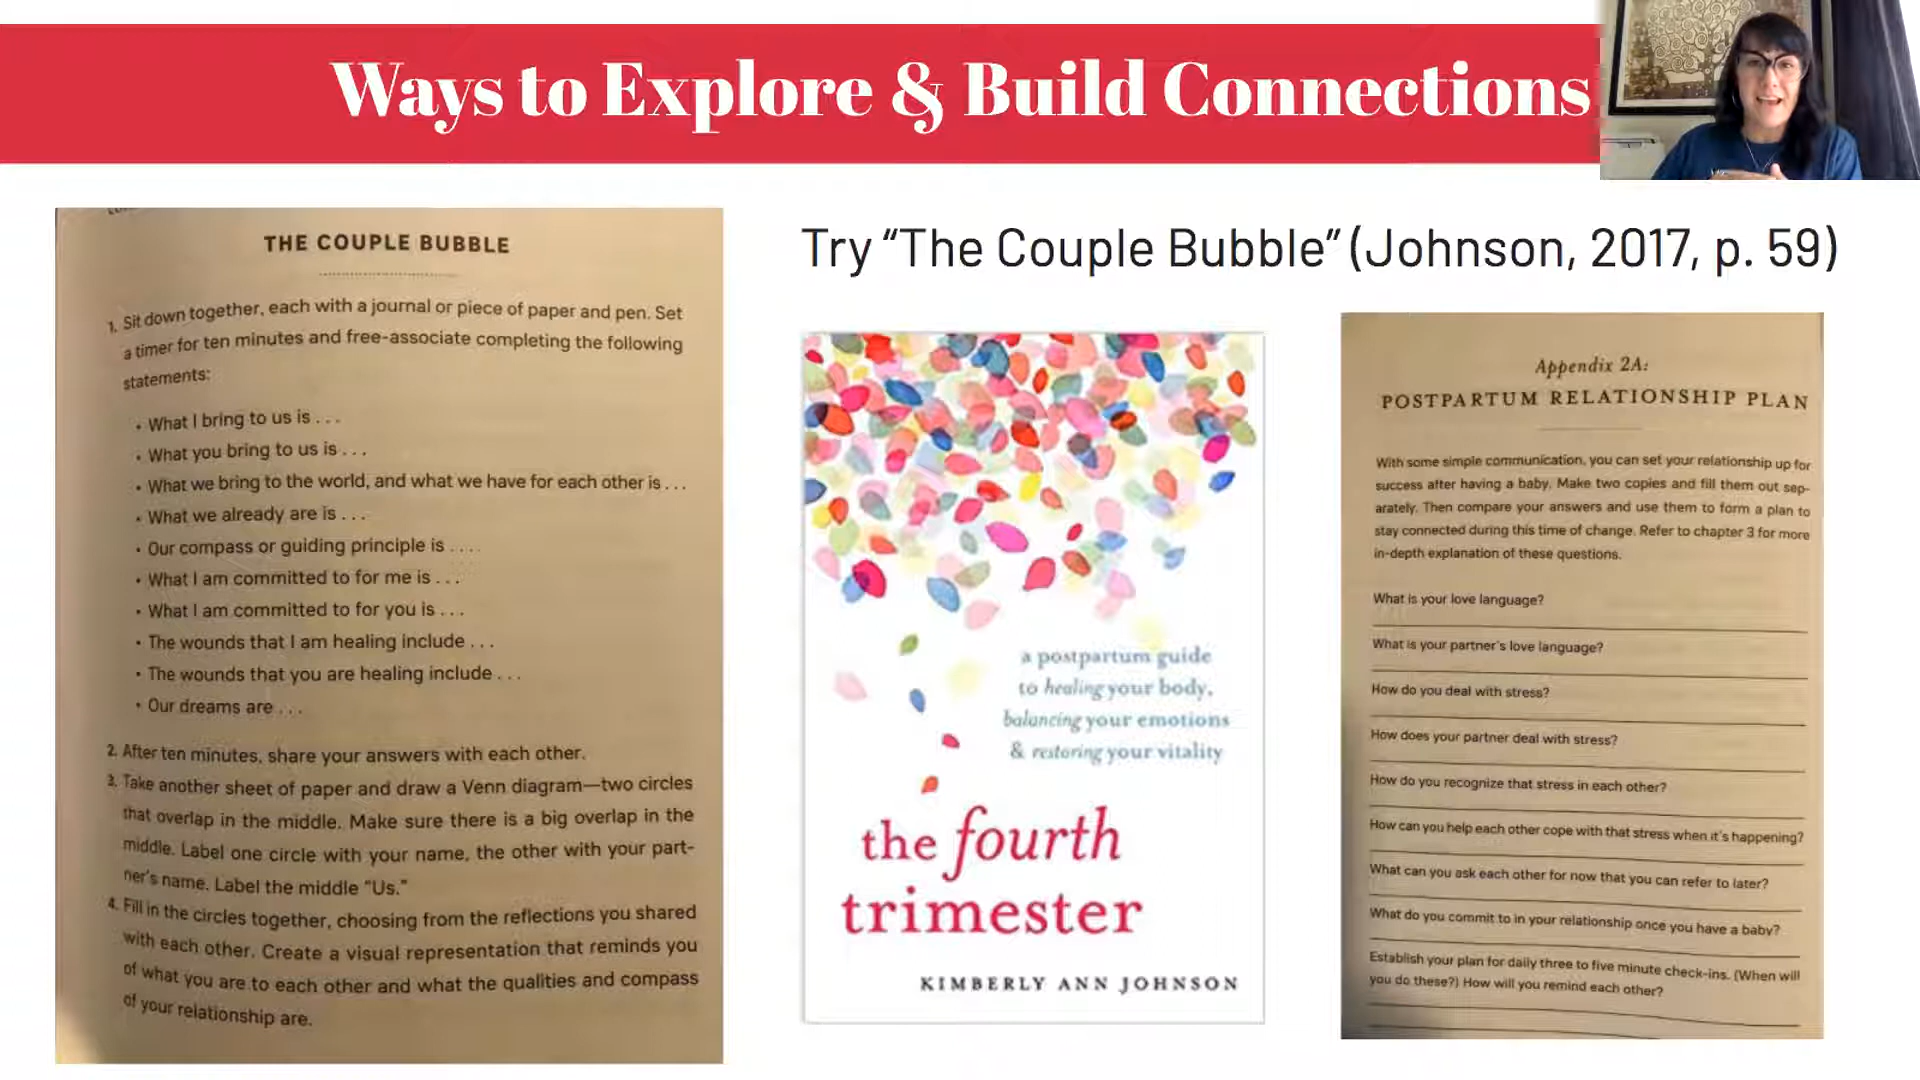 Ways to Explore & Build Connections
THE COUPLE BUBBLE
1. Sit down together, each with a journal or piece of paper and pen. Set
a timer for ten minutes and free-associate completing the following
statements:
• What I bring to us is . . .
• What you bring to us is . . .
• What we bring to the world, and what we have for each other is . . .
• What we already are is . . .
• Our compass or guiding principle is . . . .
• What I am committed to for me is . . .
• What I am committed to for you is . . .
• The wounds that I am healing include . . .
• The wounds that you are healing include . . .
• Our dreams are . . .
2. After ten minutes, share your answers with each other.
3. Take another sheet of paper and draw a Venn diagram—two circles
that overlap in the middle. Make sure there is a big overlap in the
middle. Label one circle with your name, the other with your part-
ner's name. Label the middle "Us."
4. Fill in the circles together, choosing from the reflections you shared
with each other. Create a visual representation that reminds you
of what you are to each other and what the qualities and compass
of your relationship are.
Try “The Couple Bubble” (Johnson, 2017, p. 59)
a postpartum guide
to healing your body,
balancing your emotions
& restoring your vitality
the fourth
trimester
KIMBERLY ANN JOHNSON
Appendix 2A:
POSTPARTUM RELATIONSHIP PLAN
With some simple communication, you can set your relationship up for
success after having a baby. Make two copies and fill them out sep-
arately. Then compare your answers and use them to form a plan to
stay connected during this time of change. Refer to chapter 3 for more
in-depth explanation of these questions.
What is your love language?
What is your partner's love language?
How do you deal with stress?
How does your partner deal with stress?
How do you recognize that stress in each other?
How can you help each other cope with that stress when it's happening?
What can you ask each other for now that you can refer to later?
What do you commit to in your relationship once you have a baby?
Establish your plan for daily three to five minute check-ins. (When will
you do these?) How will you remind each other?